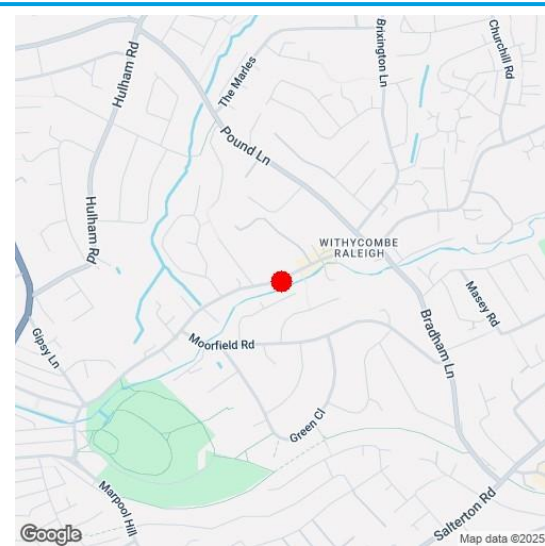 Hulham Rd
The Marles
Brixington Ln
Churchill Rd
Pound Ln
Hulham Rd
WITHYCOMBE
RALEIGH
Masey Rd
Gipsy Ln
Moorfield Rd
Bradham Ln
Green Cl
Marpool Hill
Salterton Rd
Google
Map data ©2025